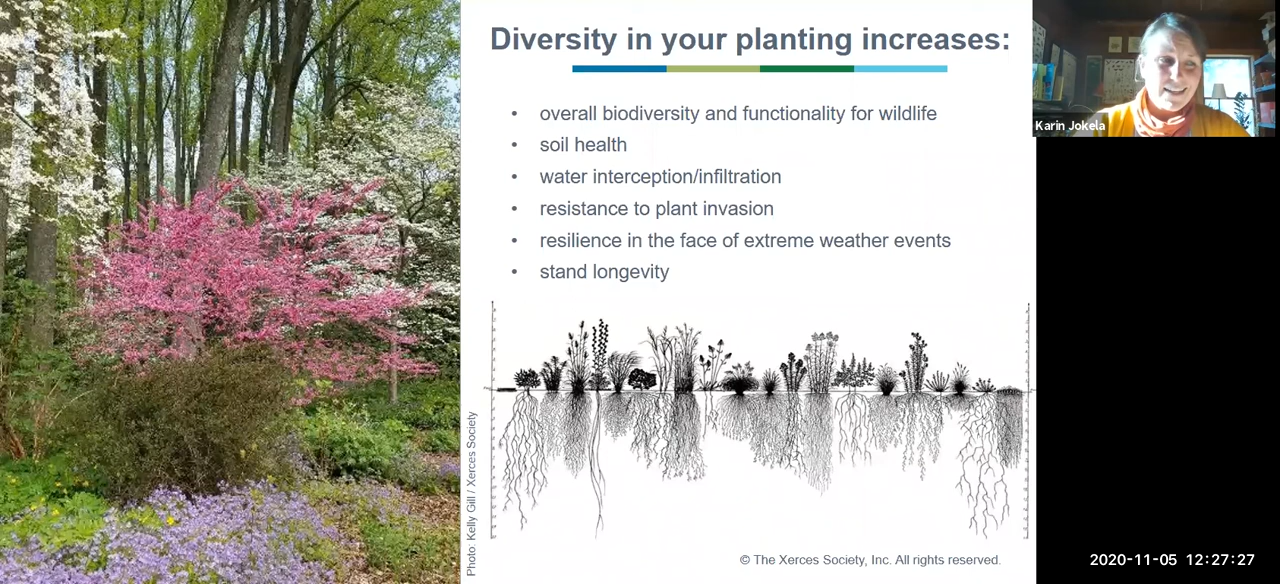 Diversity in your planting increases:
• overall biodiversity and functionality for wildlife
• soil health
• water interception/infiltration
• resistance to plant invasion
• resilience in the face of extreme weather events
• stand longevity
Photo: Kelly Gill / Xerces Society
© The Xerces Society, Inc. All rights reserved.
Karin Jokela
2020-11-05 12:27:27